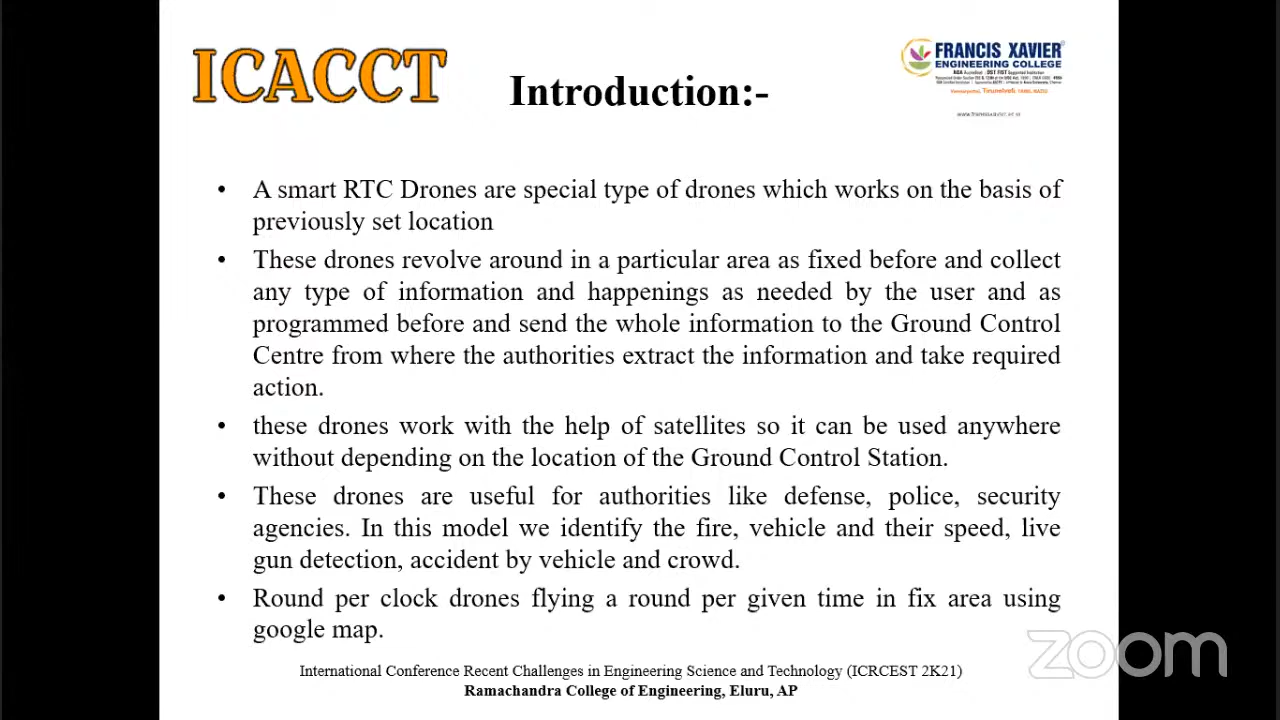 ICACCT
FRANCIS XAVIER
ENGINEERING COLLEGE
Introduction:-
• A smart RTC Drones are special type of drones which works on the basis of
previously set location
• These drones revolve around in a particular area as fixed before and collect
any type of information and happenings as needed by the user and as
programmed before and send the whole information to the Ground Control
Centre from where the authorities extract the information and take required
action.
• these drones work with the help of satellites so it can be used anywhere
without depending on the location of the Ground Control Station.
• These drones are useful for authorities like defense, police, security
agencies. In this model we identify the fire, vehicle and their speed, live
gun detection, accident by vehicle and crowd.
• Round per clock drones flying a round per given time in fix area using
google map.
zoom
International Conference Recent Challenges in Engineering Science and Technology (ICRCEST 2K21)
Ramachandra College of Engineering, Eluru, AP